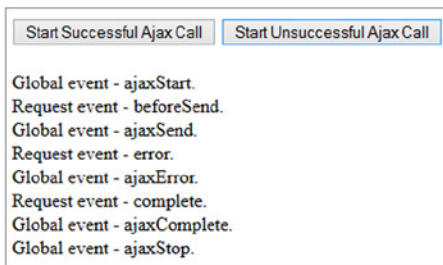 Start Successful Ajax Call Start Unsuccessful Ajax Call
Global event - ajaxStart.
Request event - beforeSend.
Global event - ajaxSend.
Request event - error.
Global event - ajaxError.
Request event - complete.
Global event - ajaxComplete.
Global event - ajaxStop.